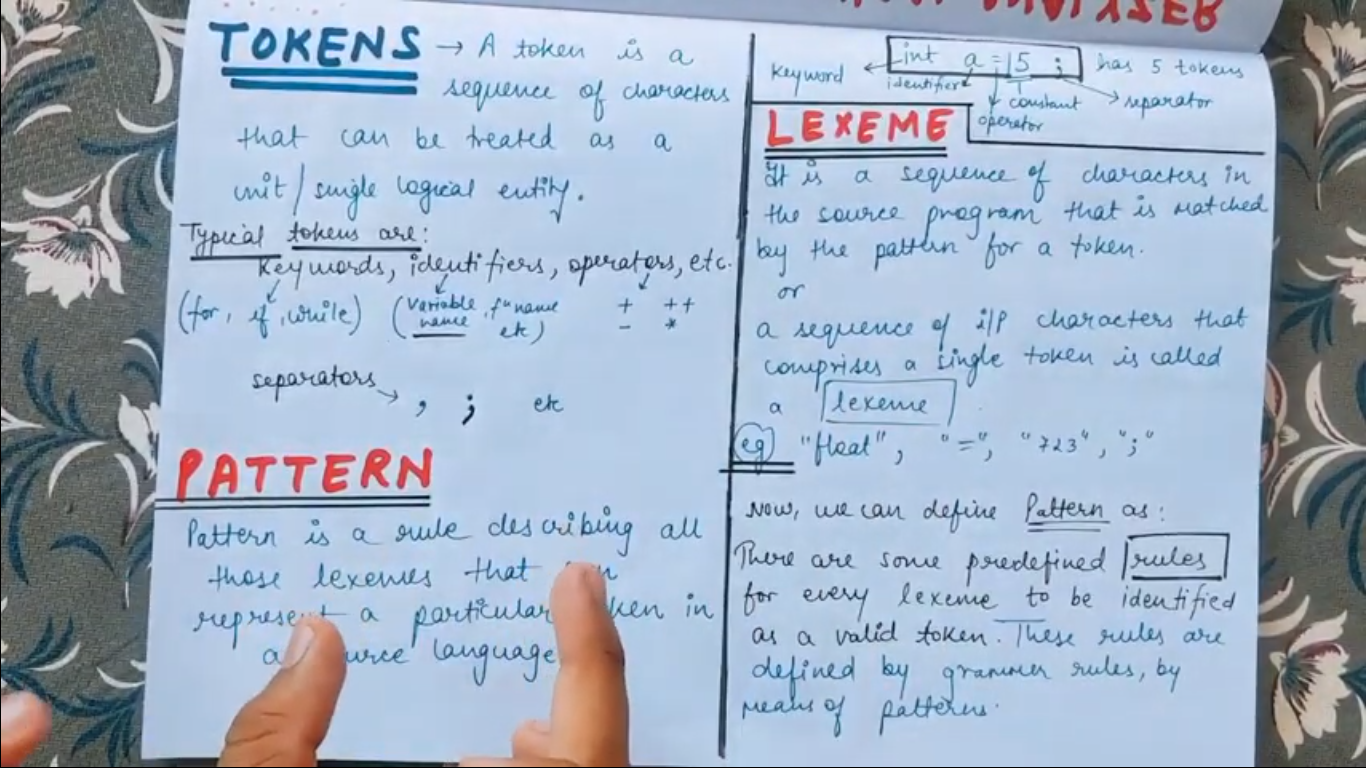 TOKENS → A token is a
sequence of characters
that can be treated as a
unit/single logical entity.
Typical tokens are:
Keywords, identifiers, operators, etc.
(for, if, while) (variable name, fⁿ name etc) + ++ - *
separators → , ; etc
PATTERN
Pattern is a rule describing all
those lexemes that
represent a particular in
language
keyword ← int a = 5 ; has 5 tokens
identifier constant separator
operator
LEXEME
It is a sequence of characters in
the source program that is matched
by the pattern for a token.
or
a sequence of i/p characters that
comprises a single token is called
a lexeme
eg "float", "=", "723", ";"
Now, we can define Pattern as:
There are some predefined rules
for every lexeme to be identified
as a valid token. These rules are
defined by grammer rules, by
means of patterns.